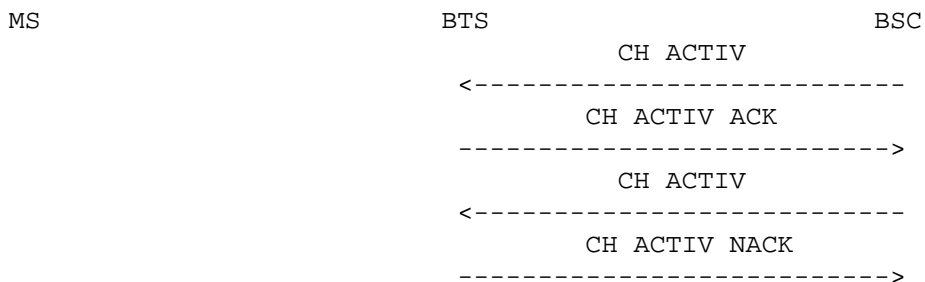 MS BTS BSC
CH ACTIV
<---------------------------
CH ACTIV ACK
--------------------------->
CH ACTIV
<---------------------------
CH ACTIV NACK
--------------------------->